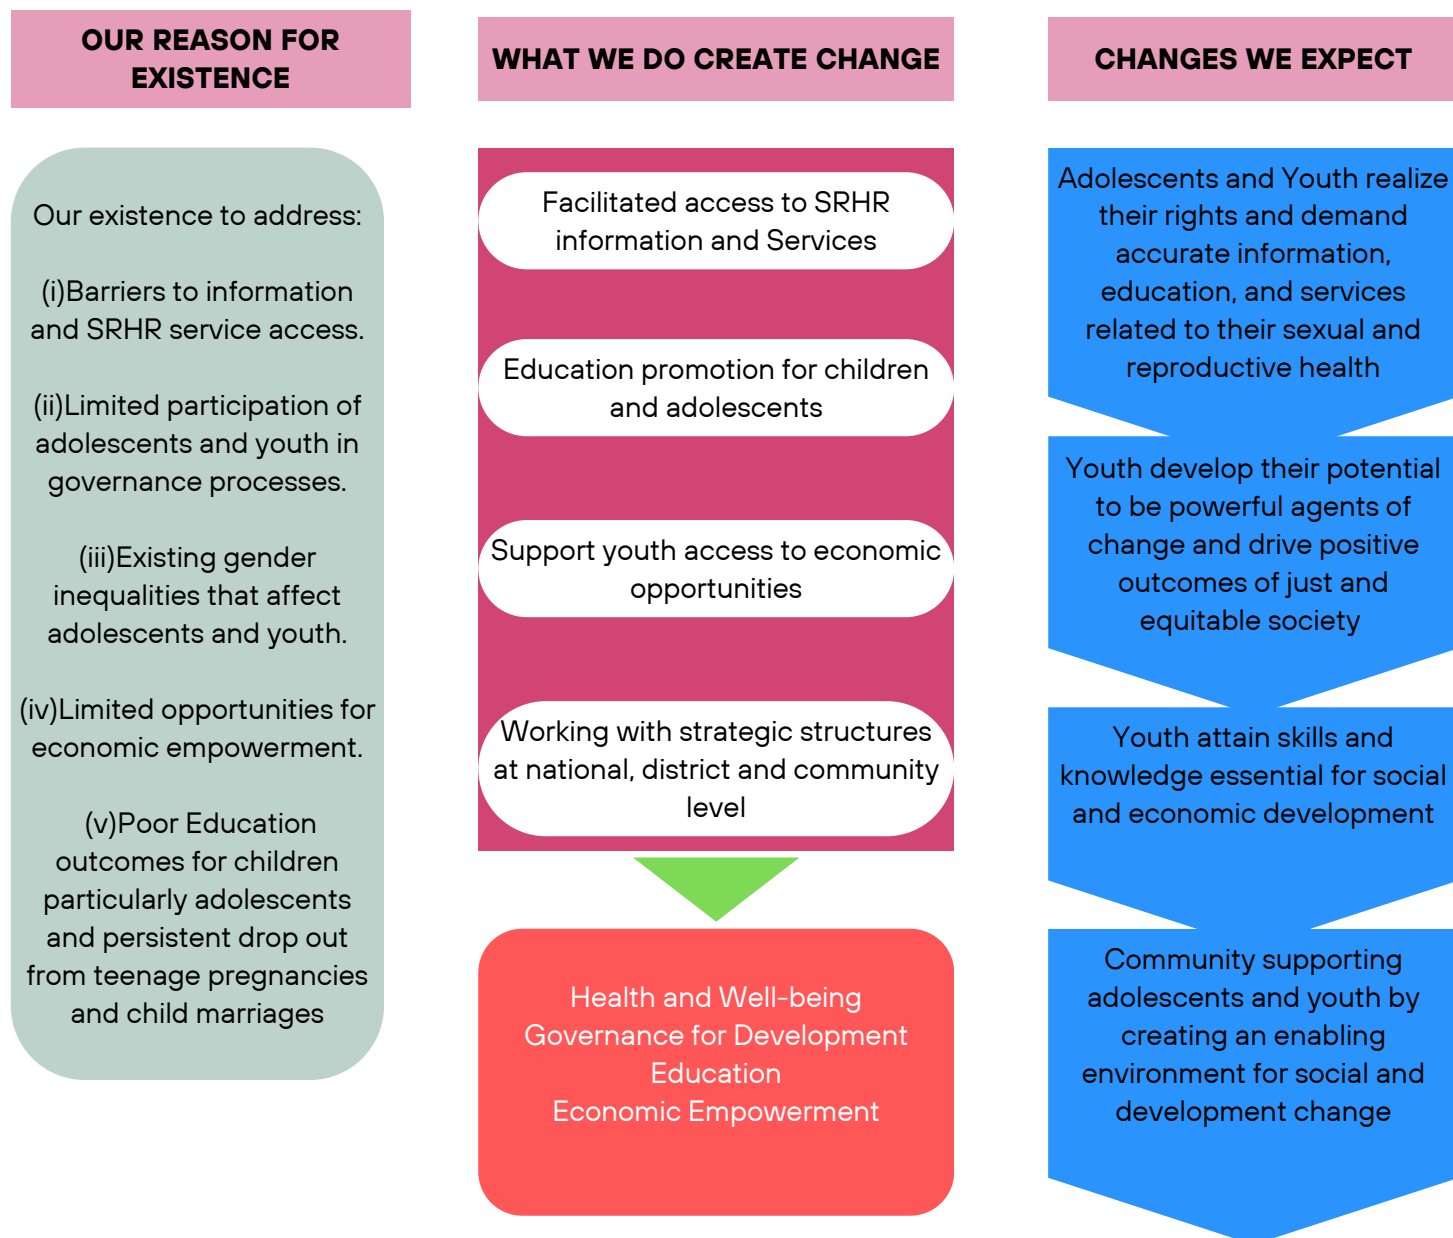 OUR REASON FOR
EXISTENCE
Our existence to address:
(i)Barriers to information
and SRHR service access.
(ii)Limited participation of
adolescents and youth in
governance processes.
(iii)Existing gender
inequalities that affect
adolescents and youth.
(iv)Limited opportunities for
economic empowerment.
(v)Poor Education
outcomes for children
particularly adolescents
and persistent drop out
from teenage pregnancies
and child marriages
WHAT WE DO CREATE CHANGE
Facilitated access to SRHR
information and Services
Education promotion for children
and adolescents
Support youth access to economic
opportunities
Working with strategic structures
at national, district and community
level
Health and Well-being
Governance for Development
Education
Economic Empowerment
CHANGES WE EXPECT
Adolescents and Youth realize
their rights and demand
accurate information,
education, and services
related to their sexual and
reproductive health
Youth develop their potential
to be powerful agents of
change and drive positive
outcomes of just and
equitable society
Youth attain skills and
knowledge essential for social
and economic development
Community supporting
adolescents and youth by
creating an enabling
environment for social and
development change